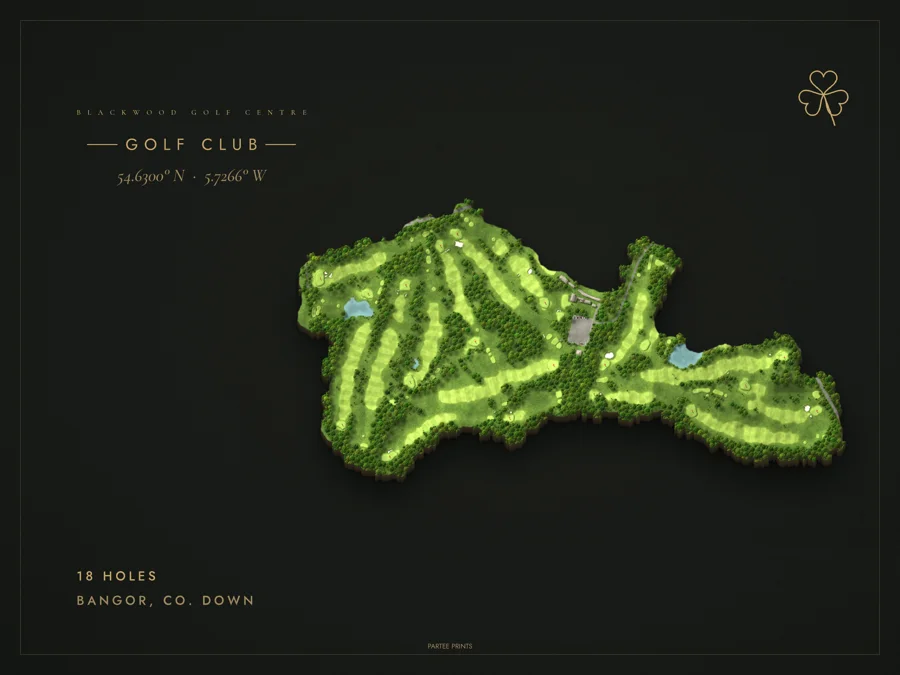 BLACKWOOD GOLF CENTRE
GOLF CLUB
54.6300° N · 5.7266° W
18 HOLES
BANGOR, CO. DOWN
PARTEE PRINTS